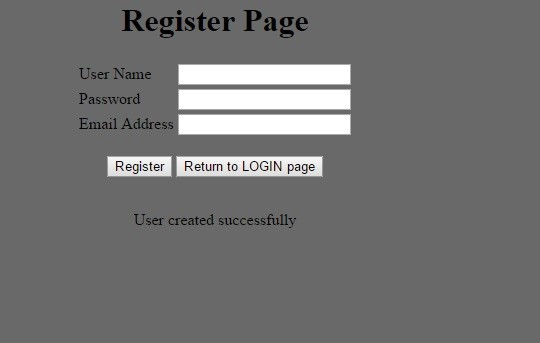 Register Page
User Name
Password
Email Address
Register Return to LOGIN page
User created successfully